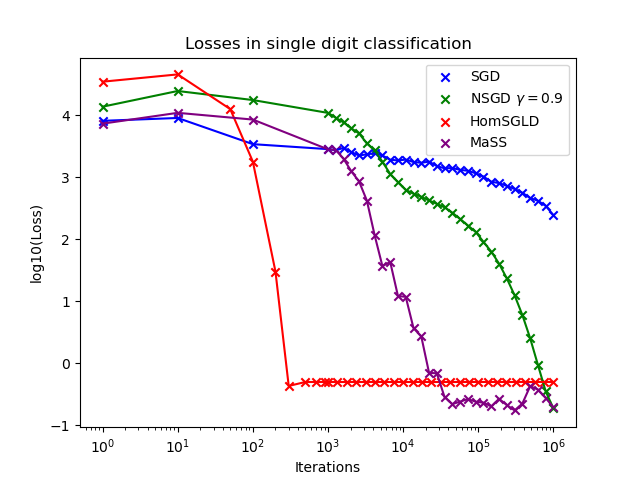 Losses in single digit classification
log10(Loss)
4
3
2
1
0
−1
SGD
NSGD γ = 0.9
HomSGLD
MaSS
10⁰
10¹
10²
10³
10⁴
10⁵
10⁶
Iterations